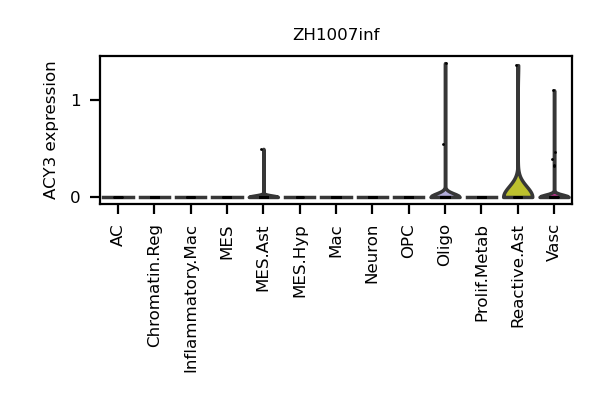 ZH1007inf
ACY3 expression
1
0
AC
Chromatin.Reg
Inflammatory.Mac
MES
MES.Ast
MES.Hyp
Mac
Neuron
OPC
Oligo
Prolif.Metab
Reactive.Ast
Vasc